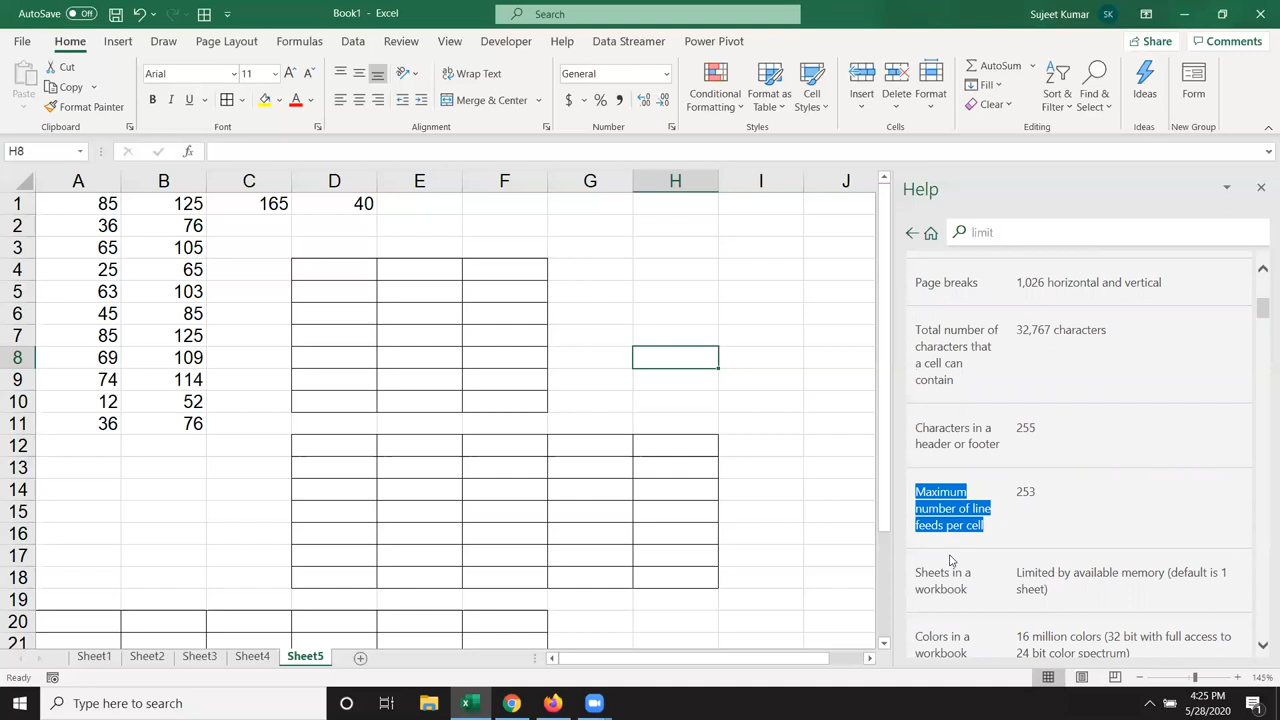 AutoSave Off Book1 - Excel Search Sujeet Kumar SK
File Home Insert Draw Page Layout Formulas Data Review View Developer Help Data Streamer Power Pivot Share Comments
Paste Cut Copy Format Painter Clipboard
Arial 11 A A B I U A Font
Wrap Text Merge & Center Alignment
General $ % , Number
Conditional Formatting Format as Table Cell Styles Styles
Insert Delete Format Cells
AutoSum Fill Clear Sort & Filter Find & Select Editing
Ideas Ideas
Form New Group
H8 fx
A B C D E F G H I J
1 85 125 165 40
2 36 76
3 65 105
4 25 65
5 63 103
6 45 85
7 85 125
8 69 109
9 74 114
10 12 52
11 36 76
12
13
14
15
16
17
18
19
20
21
Help
limit
Page breaks 1,026 horizontal and vertical
Total number of 32,767 characters
characters that
a cell can
contain
Characters in a 255
header or footer
Maximum 253
number of line
feeds per cell
Sheets in a Limited by available memory (default is 1
workbook sheet)
Colors in a 16 million colors (32 bit with full access to
workbook 24 bit color spectrum)
Sheet1 Sheet2 Sheet3 Sheet4 Sheet5
Ready 145%
Type here to search 4:25 PM
5/28/2020 1